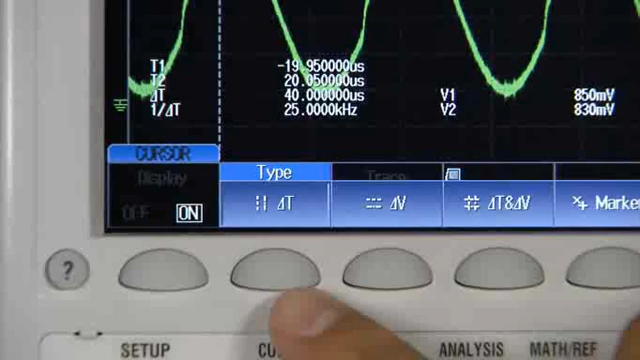 T1 -19.950000us
T2 20.050000us
ΔT 40.000000us V1 850mV
1/ΔT 25.0000kHz V2 830mV
CURSOR
Display Type Trace
OFF ON ΔT ΔV ΔT&ΔV Marker
?
SETUP CU ANALYSIS MATH/REF